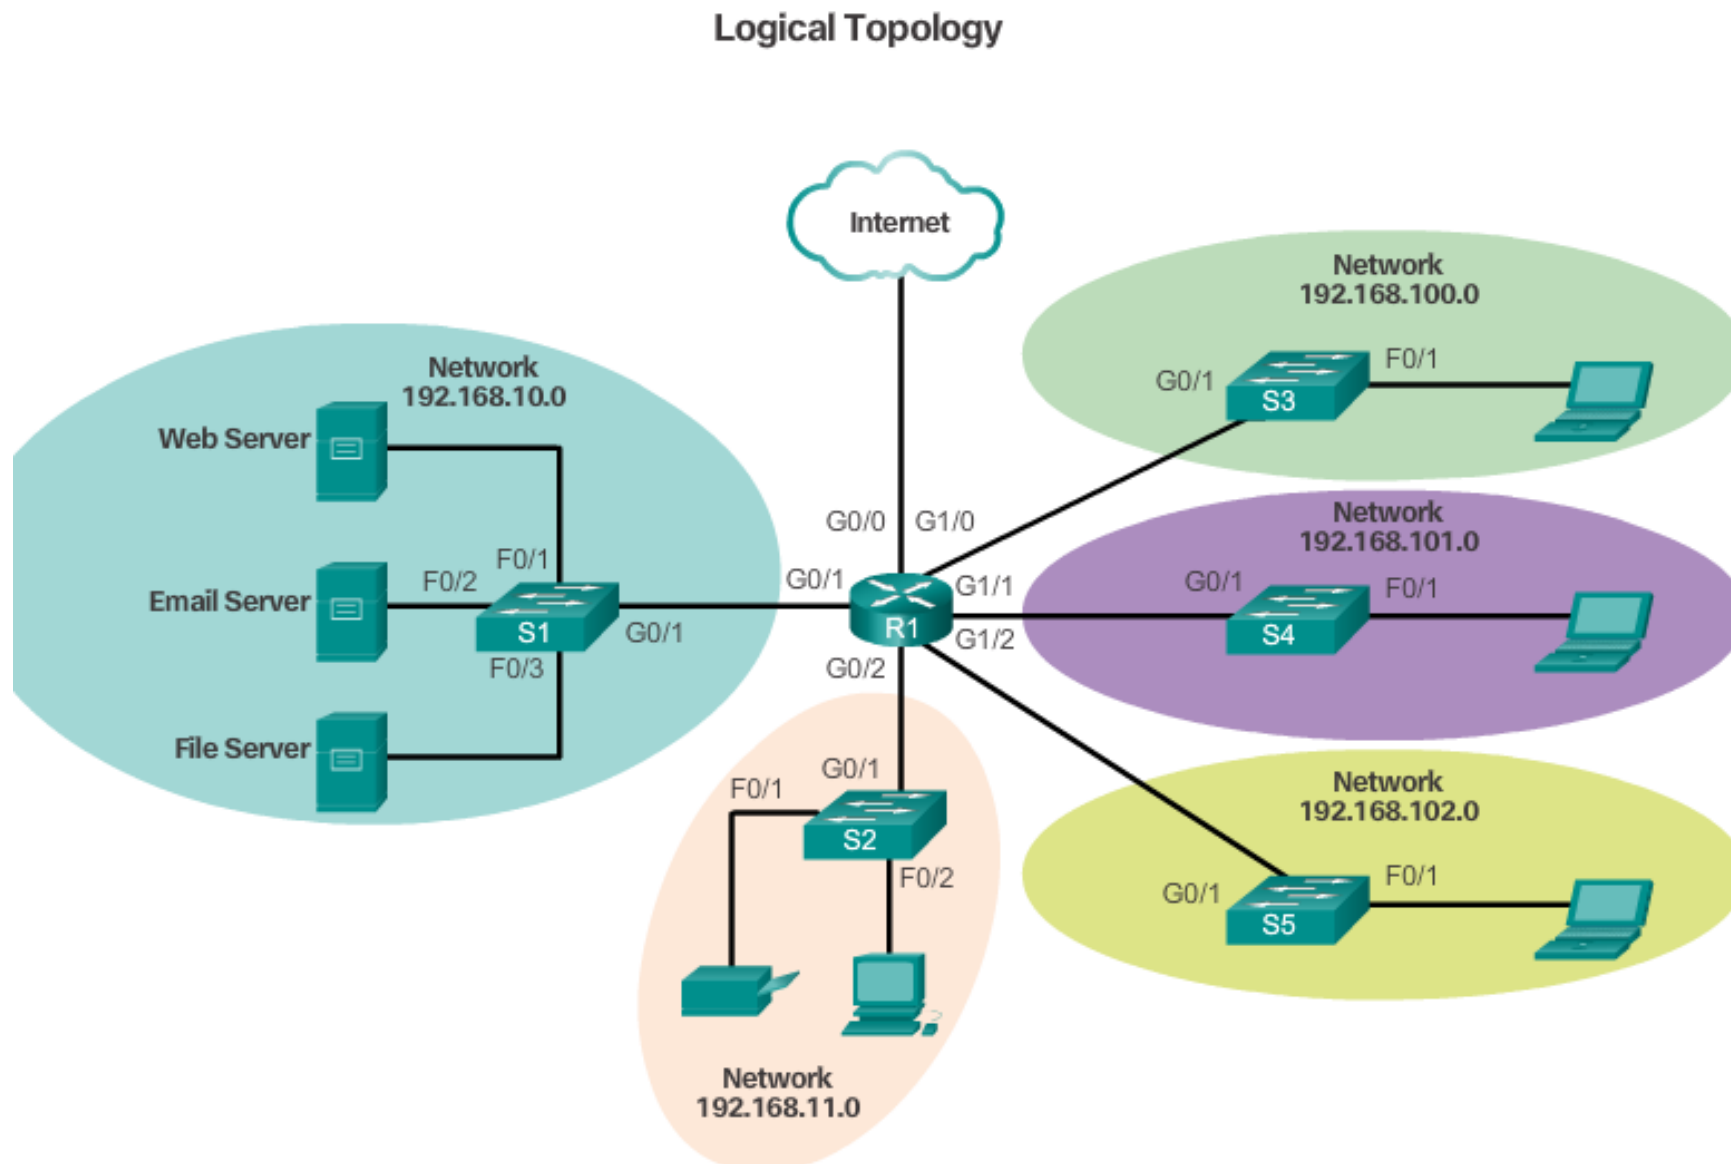 Logical Topology
Internet
Network
192.168.100.0
G0/1
F0/1
S3
Network
192.168.10.0
Web Server
Email Server
File Server
F0/1
F0/2
F0/3
S1
G0/1
G0/0
G1/0
G0/1
G1/1
R1
G1/2
G0/2
Network
192.168.101.0
G0/1
F0/1
S4
G0/1
F0/1
S2
F0/2
Network
192.168.11.0
Network
192.168.102.0
G0/1
F0/1
S5